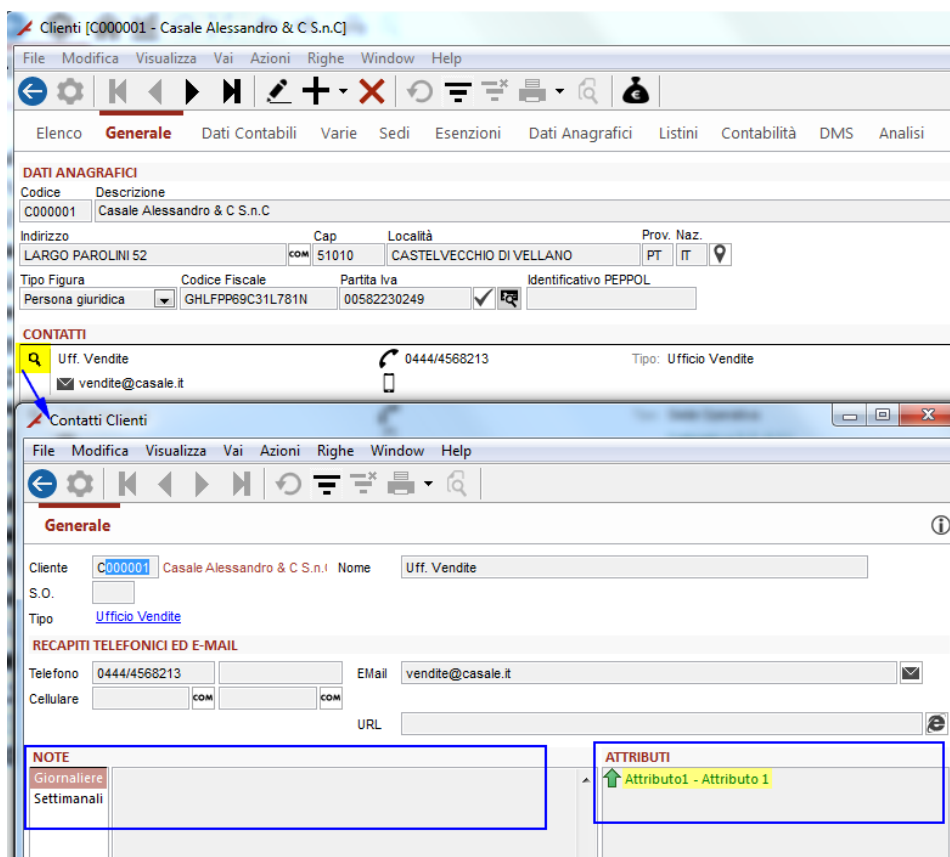 Clienti [C000001 - Casale Alessandro & C S.n.C]
File Modifica Visualizza Vai Azioni Righe Window Help
Elenco Generale Dati Contabili Varie Sedi Esenzioni Dati Anagrafici Listini Contabilità DMS Analisi
DATI ANAGRAFICI
Codice Descrizione
C000001 Casale Alessandro & C S.n.C
Indirizzo Cap Località Prov. Naz.
LARGO PAROLINI 52 COM 51010 CASTELVECCHIO DI VELLANO PT IT
Tipo Figura Codice Fiscale Partita Iva Identificativo PEPPOL
Persona giuridica GHLFPP69C31L781N 00582230249
CONTATTI
Uff. Vendite 0444/4568213 Tipo: Ufficio Vendite
vendite@casale.it
Contatti Clienti
File Modifica Visualizza Vai Azioni Righe Window Help
Generale
Cliente C000001 Casale Alessandro & C S.n.( Nome Uff. Vendite
S.O.
Tipo Ufficio Vendite
RECAPITI TELEFONICI ED E-MAIL
Telefono 0444/4568213 EMail vendite@casale.it
Cellulare COM COM
URL
NOTE ATTRIBUTI
Giornaliere Attributo1 - Attributo 1
Settimanali